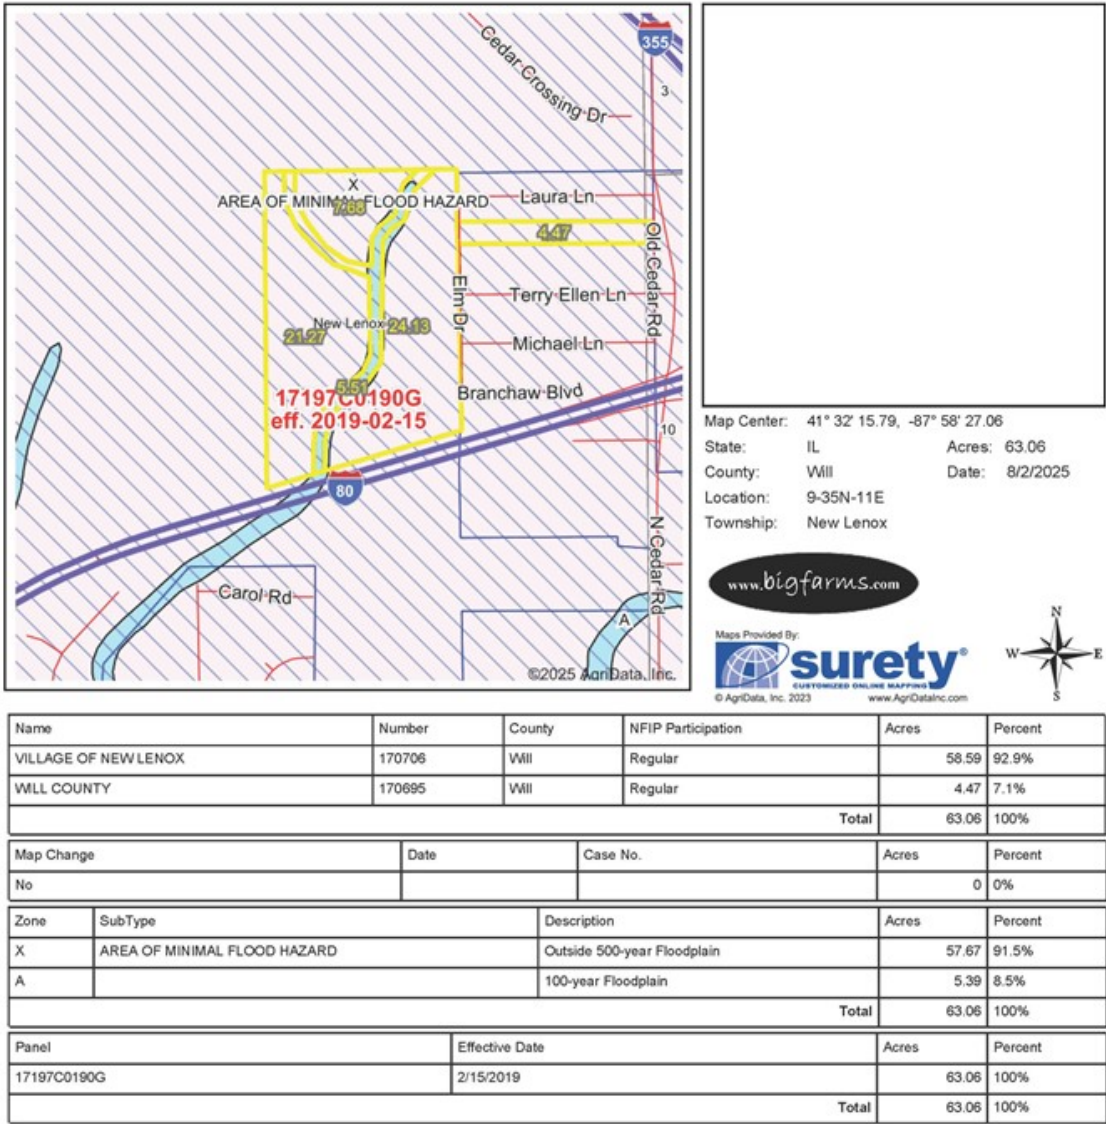 355
Cedar Crossing Dr
3
X
AREA OF MINIMAL FLOOD HAZARD
7.68
Laura Ln
4.47
Old Cedar Rd
Elm Dr
Terry Ellen Ln
New Lenox
24.13
21.27
Michael Ln
5.51
Branchaw Blvd
17197C0190G
eff. 2019-02-15
10
80
N Cedar Rd
Carol Rd
A
©2025 AgriData, Inc.
Map Center: 41° 32' 15.79, -87° 58' 27.06
State: IL Acres: 63.06
County: Will Date: 8/2/2025
Location: 9-35N-11E
Township: New Lenox
www.bigfarms.com
Maps Provided By:
surety®
CUSTOMIZED ONLINE MAPPING
© AgriData, Inc. 2023 www.AgriDataInc.com
N
W E
S
Name Number County NFIP Participation Acres Percent
VILLAGE OF NEW LENOX 170706 Will Regular 58.59 92.9%
WILL COUNTY 170695 Will Regular 4.47 7.1%
Total 63.06 100%
Map Change Date Case No. Acres Percent
No 0 0%
Zone SubType Description Acres Percent
X AREA OF MINIMAL FLOOD HAZARD Outside 500-year Floodplain 57.67 91.5%
A 100-year Floodplain 5.39 8.5%
Total 63.06 100%
Panel Effective Date Acres Percent
17197C0190G 2/15/2019 63.06 100%
Total 63.06 100%